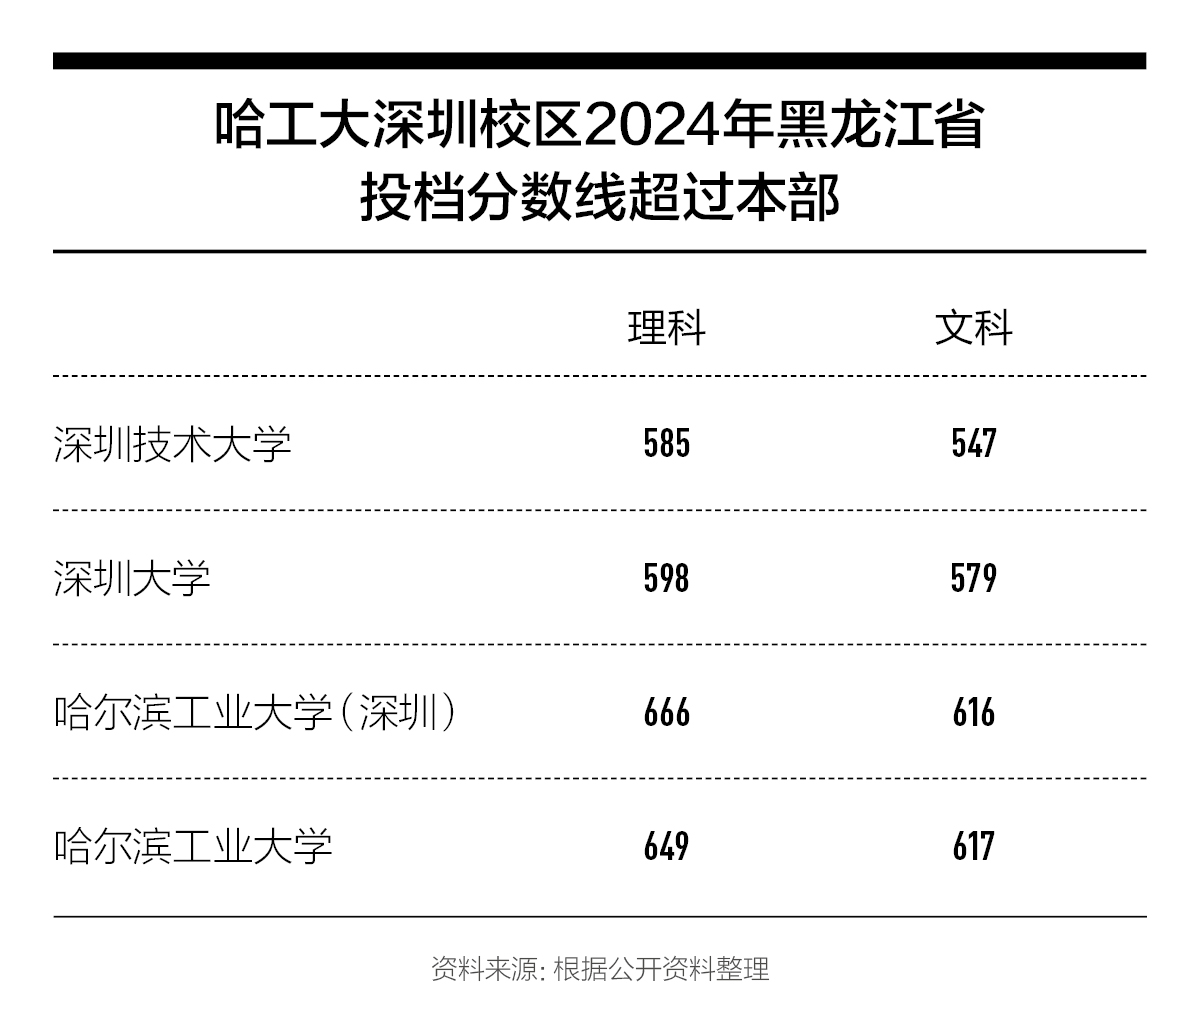 哈工大深圳校区2024年黑龙江省
投档分数线超过本部
理科 文科
深圳技术大学 585 547
深圳大学 598 579
哈尔滨工业大学（深圳） 666 616
哈尔滨工业大学 649 617
资料来源：根据公开资料整理